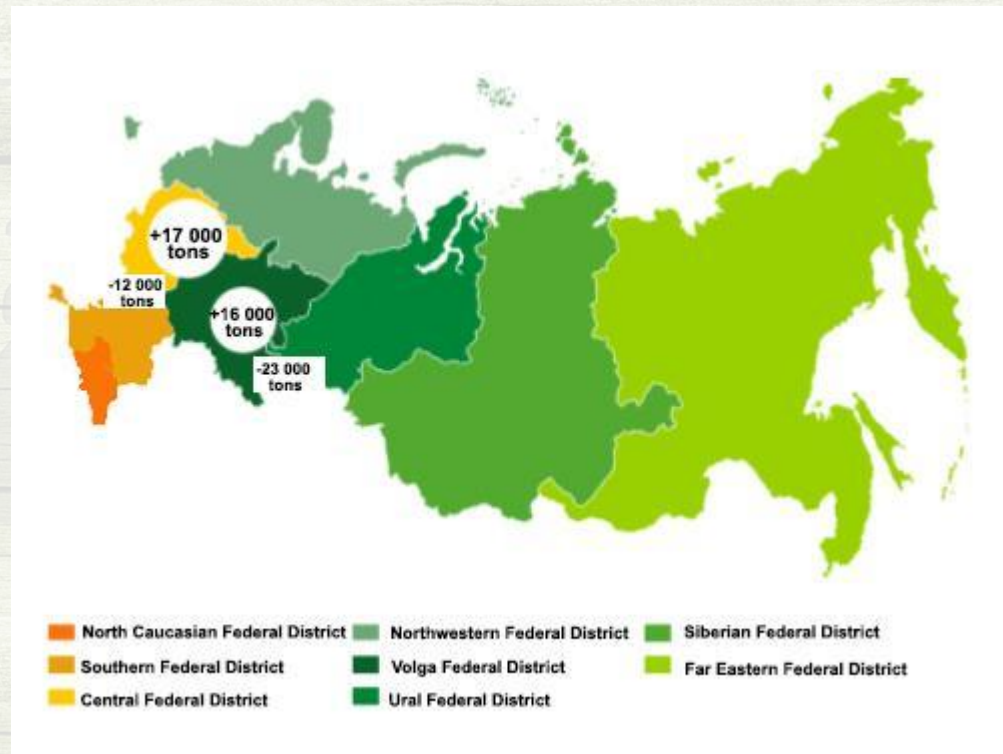 +17 000
tons
-12 000
tons
+16 000
tons
-23 000
tons
North Caucasian Federal District
Northwestern Federal District
Siberian Federal District
Southern Federal District
Volga Federal District
Far Eastern Federal District
Central Federal District
Ural Federal District